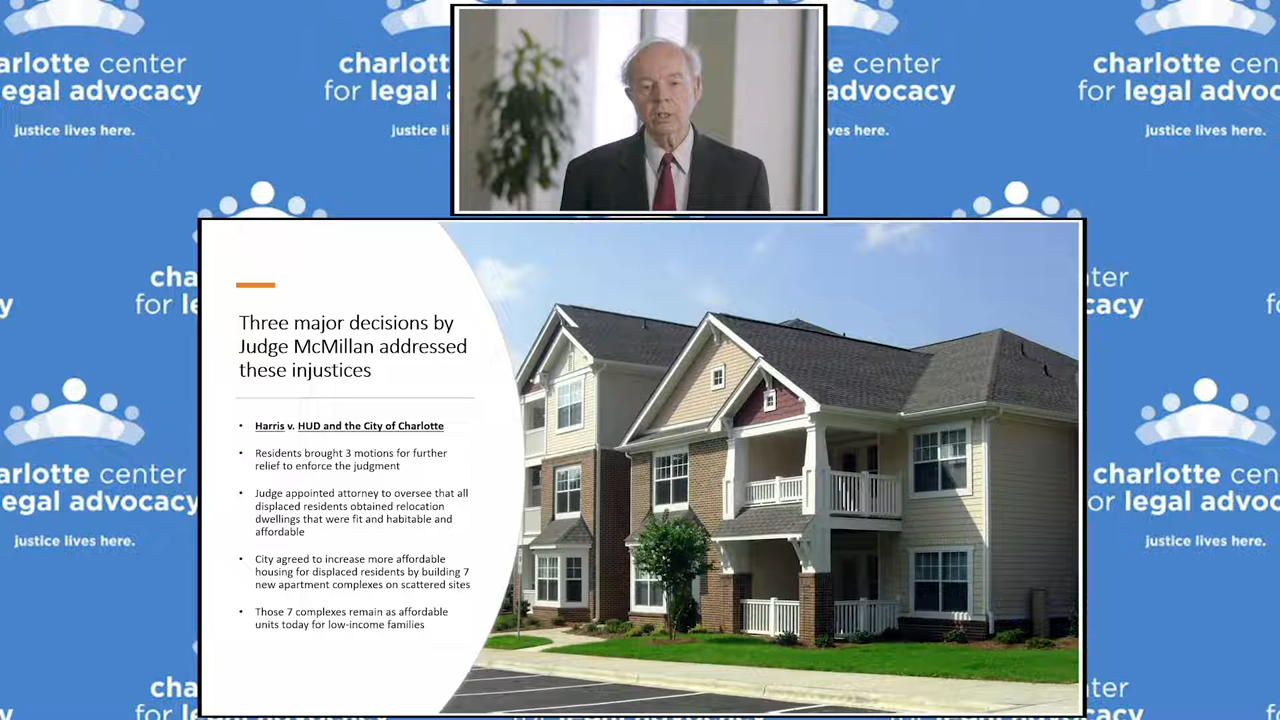 charlotte center
for legal advocacy
justice lives here.
Three major decisions by
Judge McMillan addressed
these injustices
• Harris v. HUD and the City of Charlotte
• Residents brought 3 motions for further
relief to enforce the judgment
• Judge appointed attorney to oversee that all
displaced residents obtained relocation
dwellings that were fit and habitable and
affordable
• City agreed to increase more affordable
housing for displaced residents by building 7
new apartment complexes on scattered sites
• Those 7 complexes remain as affordable
units today for low-income families